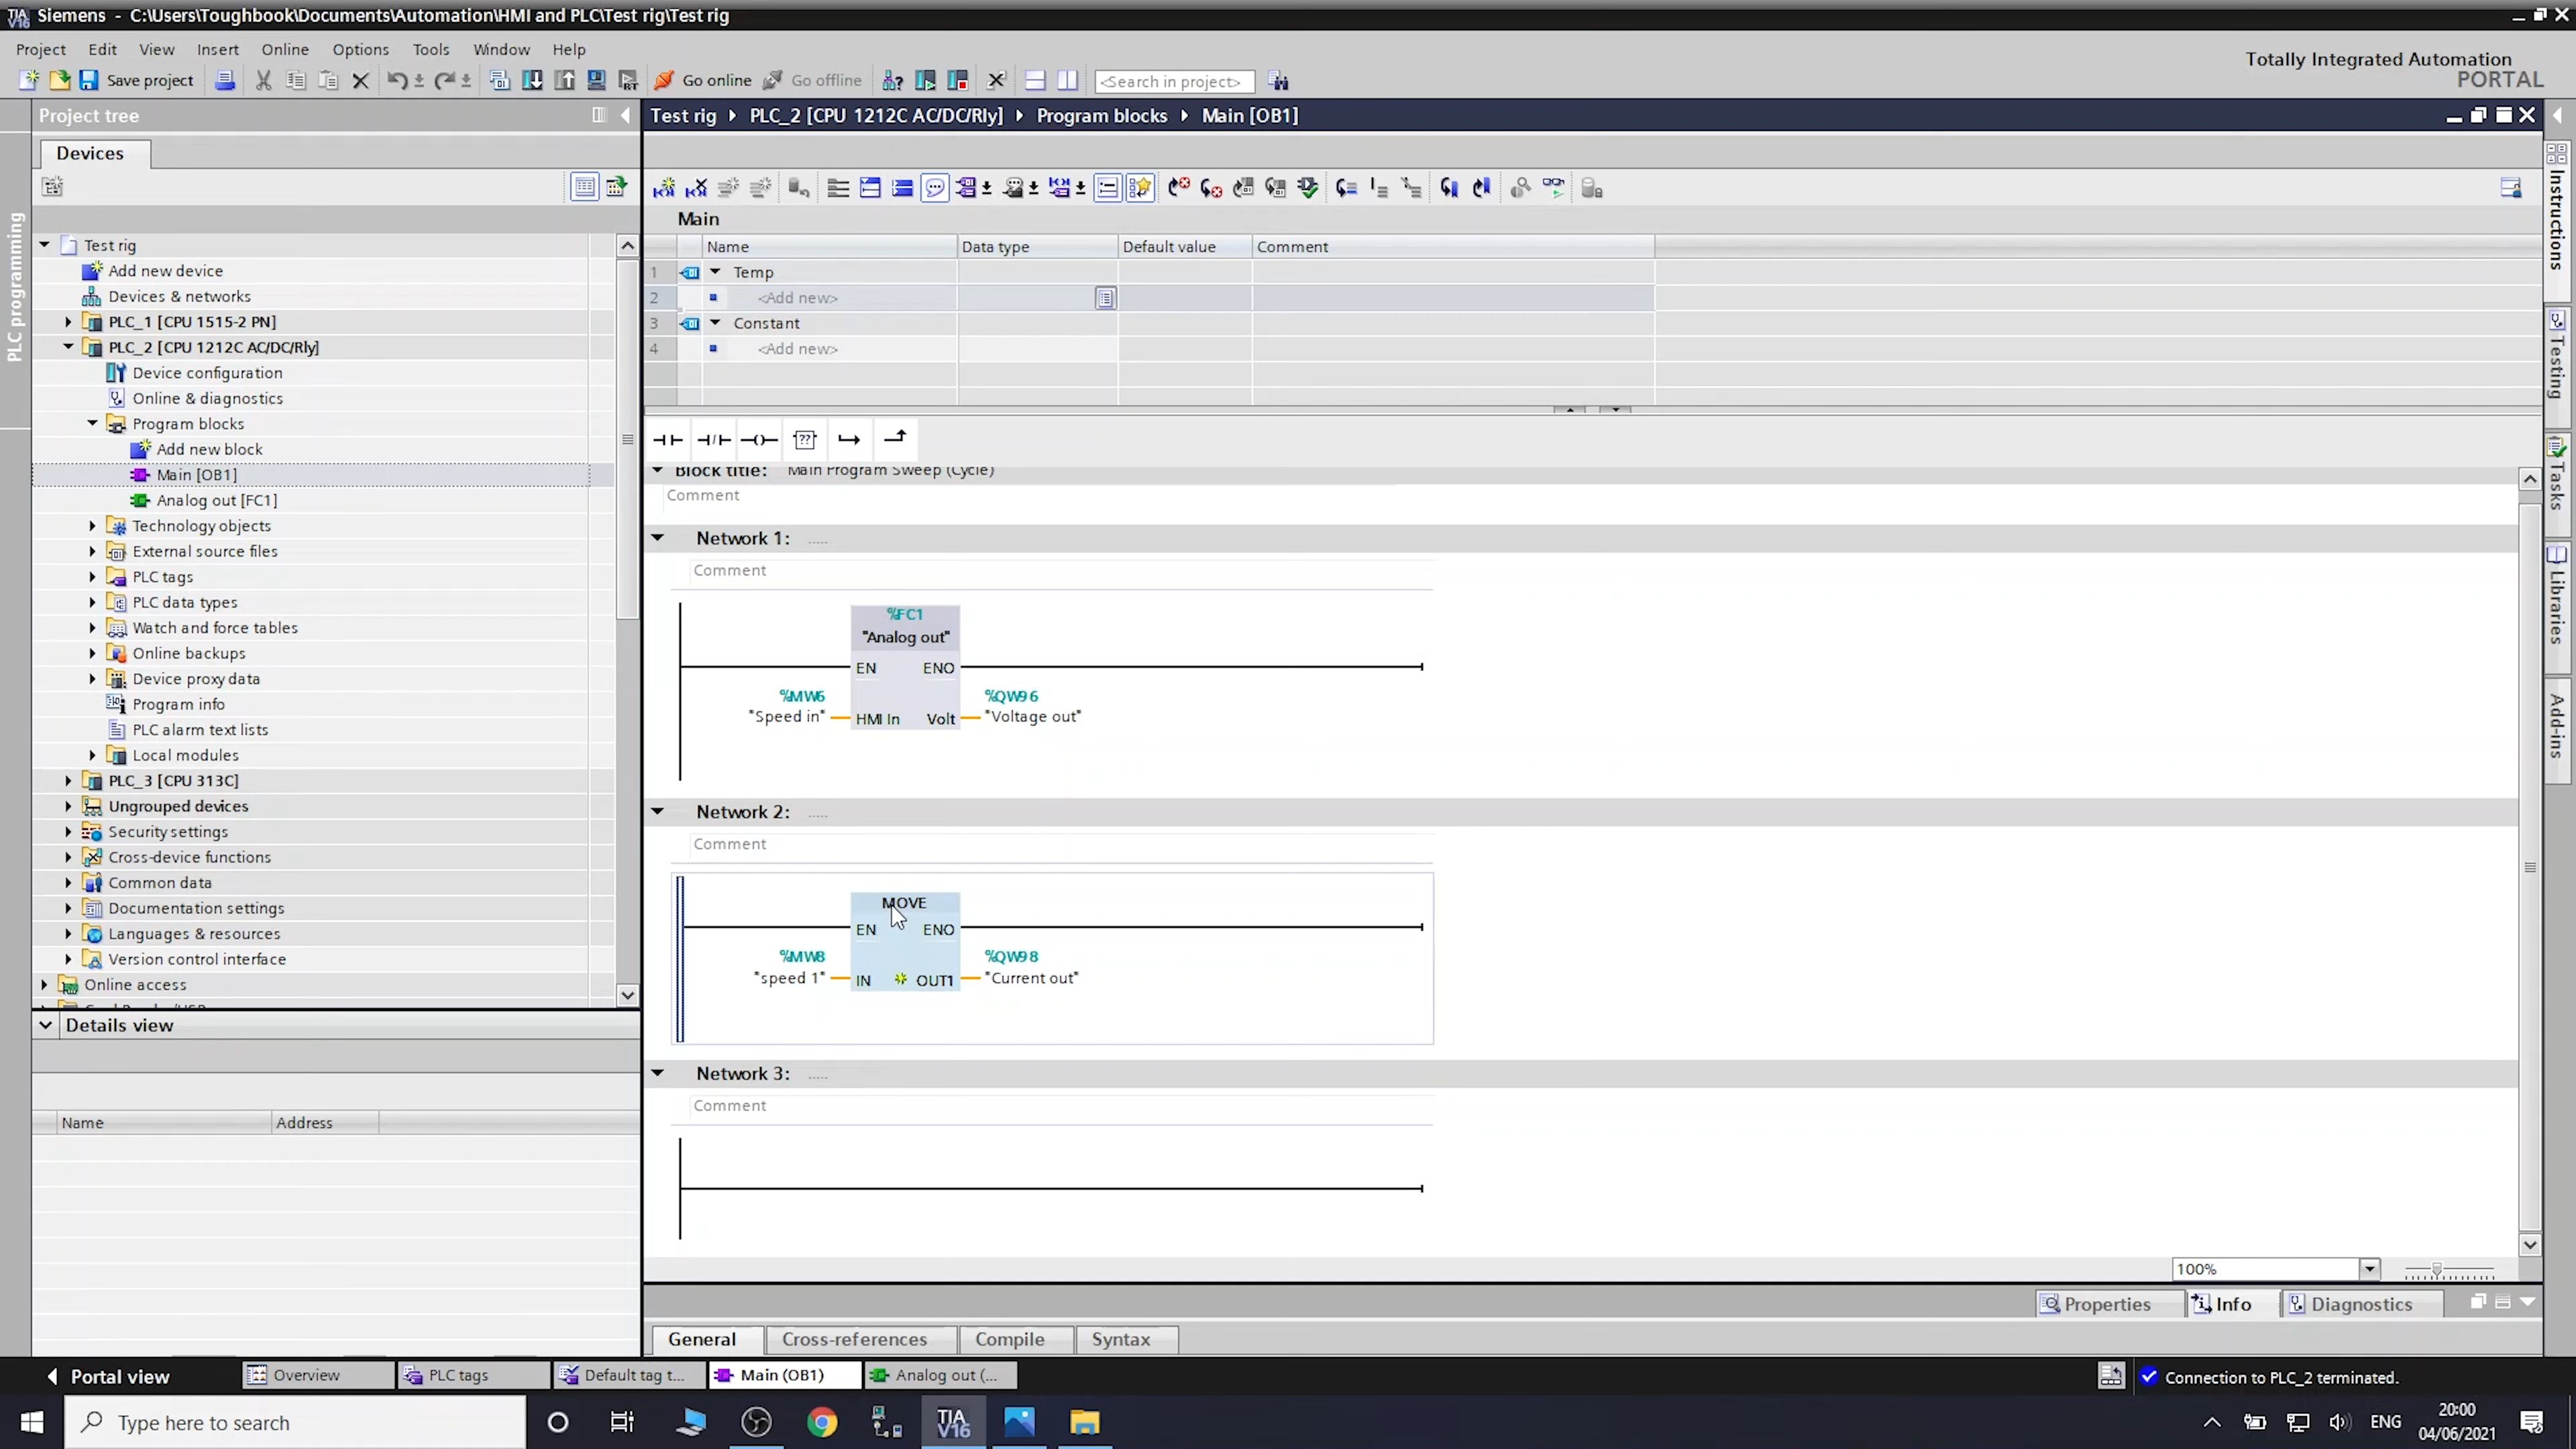 TIA V16 Siemens - C:\Users\Toughbook\Documents\Automation\HMI and PLC\Test rig\Test rig
Project Edit View Insert Online Options Tools Window Help
Totally Integrated Automation
PORTAL
Save project
Go online
Go offline
<Search in project>
Project tree
Test rig PLC_2 [CPU 1212C AC/DC/Rly] Program blocks Main [OB1]
Devices
PLC programming
Test rig
Add new device
Devices & networks
PLC_1 [CPU 1515-2 PN]
PLC_2 [CPU 1212C AC/DC/Rly]
Device configuration
Online & diagnostics
Program blocks
Add new block
Main [OB1]
Analog out [FC1]
Technology objects
External source files
PLC tags
PLC data types
Watch and force tables
Online backups
Device proxy data
Program info
PLC alarm text lists
Local modules
PLC_3 [CPU 313C]
Ungrouped devices
Security settings
Cross-device functions
Common data
Documentation settings
Languages & resources
Version control interface
Online access
Details view
Name Address
Main
Name Data type Default value Comment
1 Temp
2 <Add new>
3 Constant
4 <Add new>
??
Block title: Main Program Sweep (Cycle)
Comment
Network 1: .....
Comment
%FC1
"Analog out"
EN ENO
%MW6 %QW96
"Speed in" HMI In Volt "Voltage out"
Network 2: .....
Comment
MOVE
EN ENO
%MW8 %QW98
"speed 1" IN OUT1 "Current out"
Network 3: .....
Comment
100%
Properties Info Diagnostics
General Cross-references Compile Syntax
Instructions
Testing
Tasks
Libraries
Add-ins
Portal view Overview PLC tags Default tag t... Main (OB1) Analog out (... Connection to PLC_2 terminated.
Type here to search
TIA V16
ENG
20:00
04/06/2021